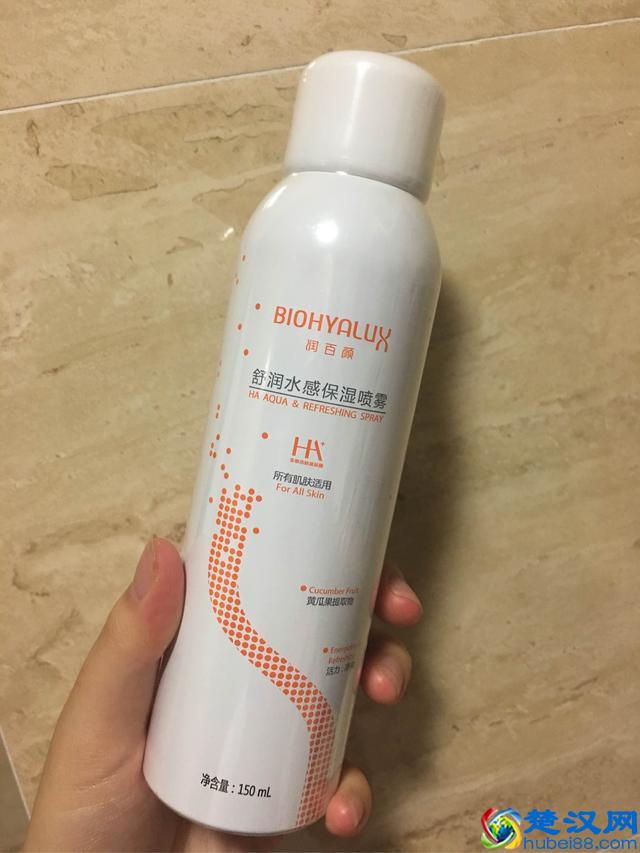 BIOHYALUX
润百颜
舒润水感保湿喷雾
HA AQUA & REFRESHING SPRAY
HA+
所有肌肤适用
For All Skin
Cucumber Fruit
黄瓜果提取物
Refreshing
活力、
净含量：150 mL
楚汉网
hubei88.com